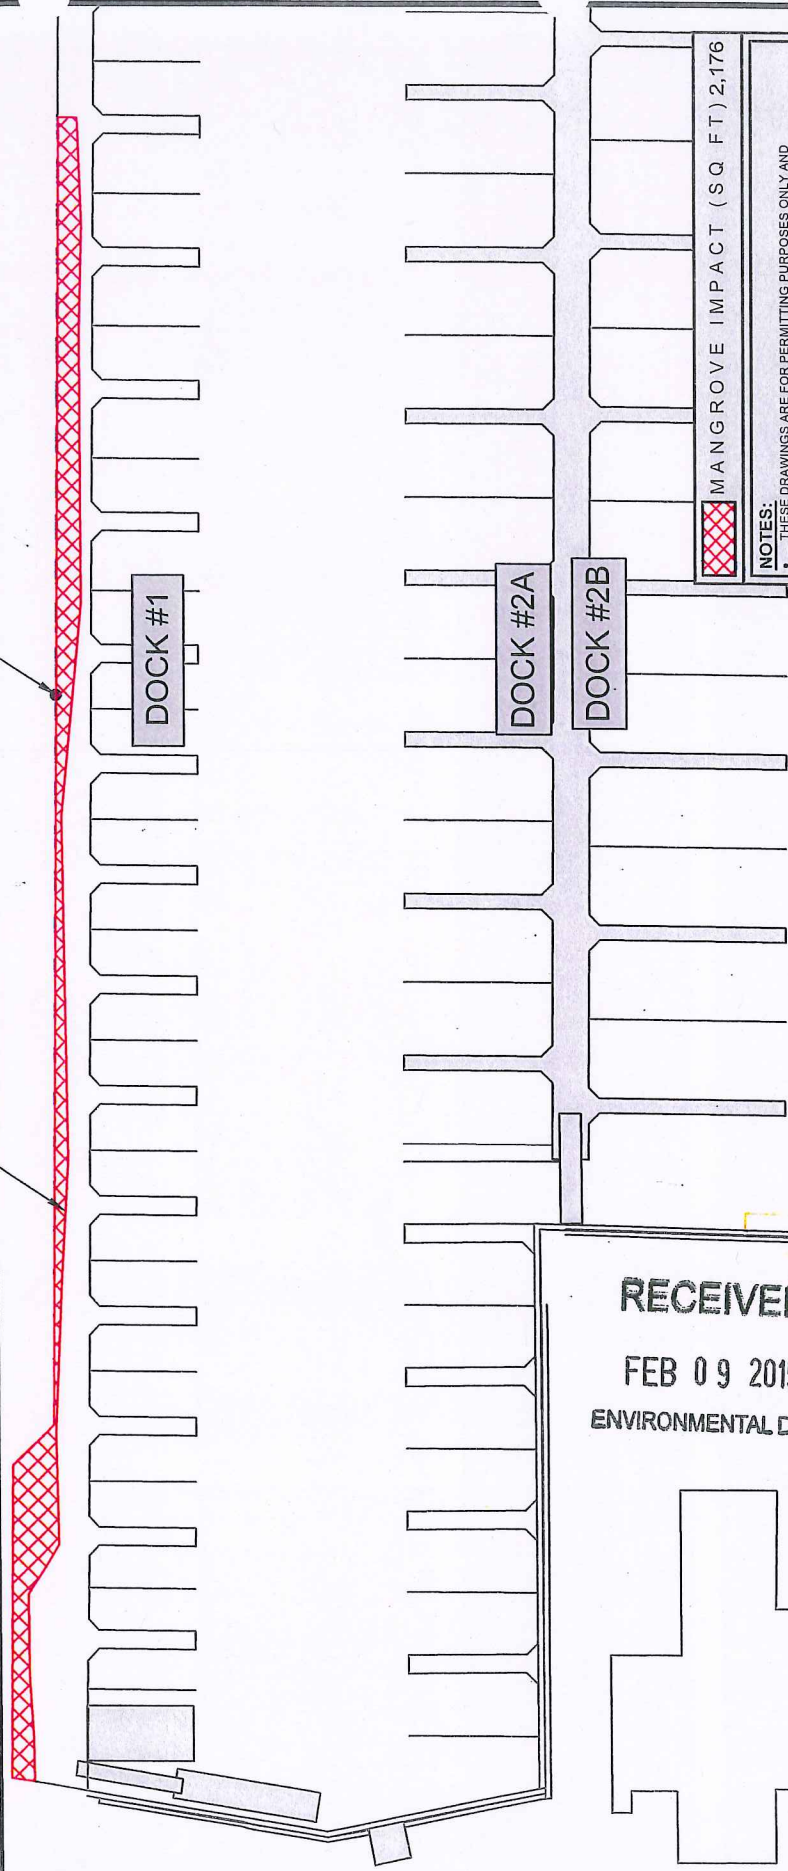 MANGROVE IMPACT (SQ FT) 2,176
NOTES:
• THESE DRAWINGS ARE FOR PERMITTING PURPOSES ONLY AND
DOCK #1
DOCK #2A
DOCK #2B
RECEIVE
FEB 09 201
ENVIRONMENTAL